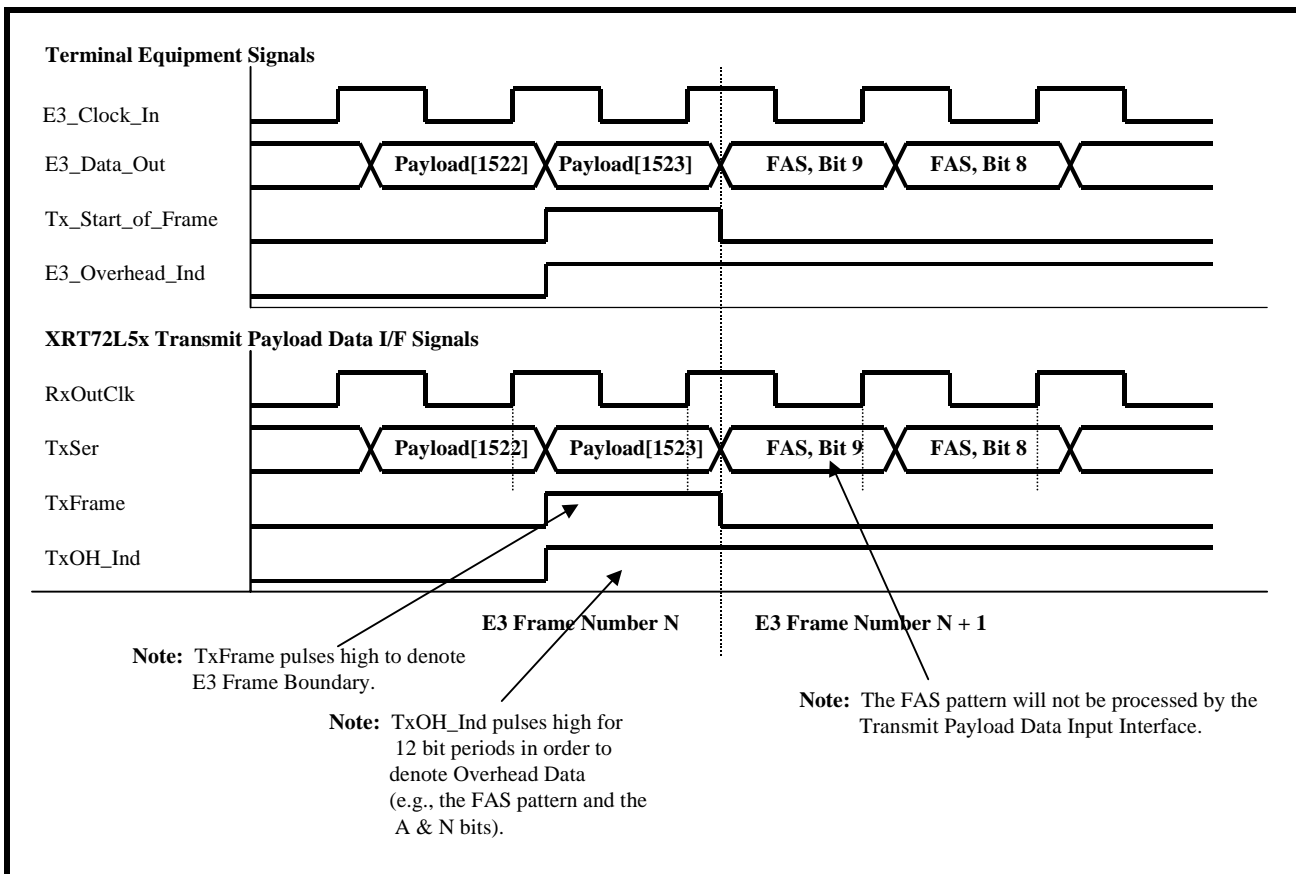 Terminal Equipment Signals
E3_Clock_In
E3_Data_Out
Payload[1522]
Payload[1523]
FAS, Bit 9
FAS, Bit 8
Tx_Start_of_Frame
E3_Overhead_Ind
XRT72L5x Transmit Payload Data I/F Signals
RxOutClk
TxSer
Payload[1522]
Payload[1523]
FAS, Bit 9
FAS, Bit 8
TxFrame
TxOH_Ind
E3 Frame Number N
E3 Frame Number N + 1
Note: TxFrame pulses high to denote
E3 Frame Boundary.
Note: The FAS pattern will not be processed by the
Transmit Payload Data Input Interface.
Note: TxOH_Ind pulses high for
12 bit periods in order to
denote Overhead Data
(e.g., the FAS pattern and the
A & N bits).